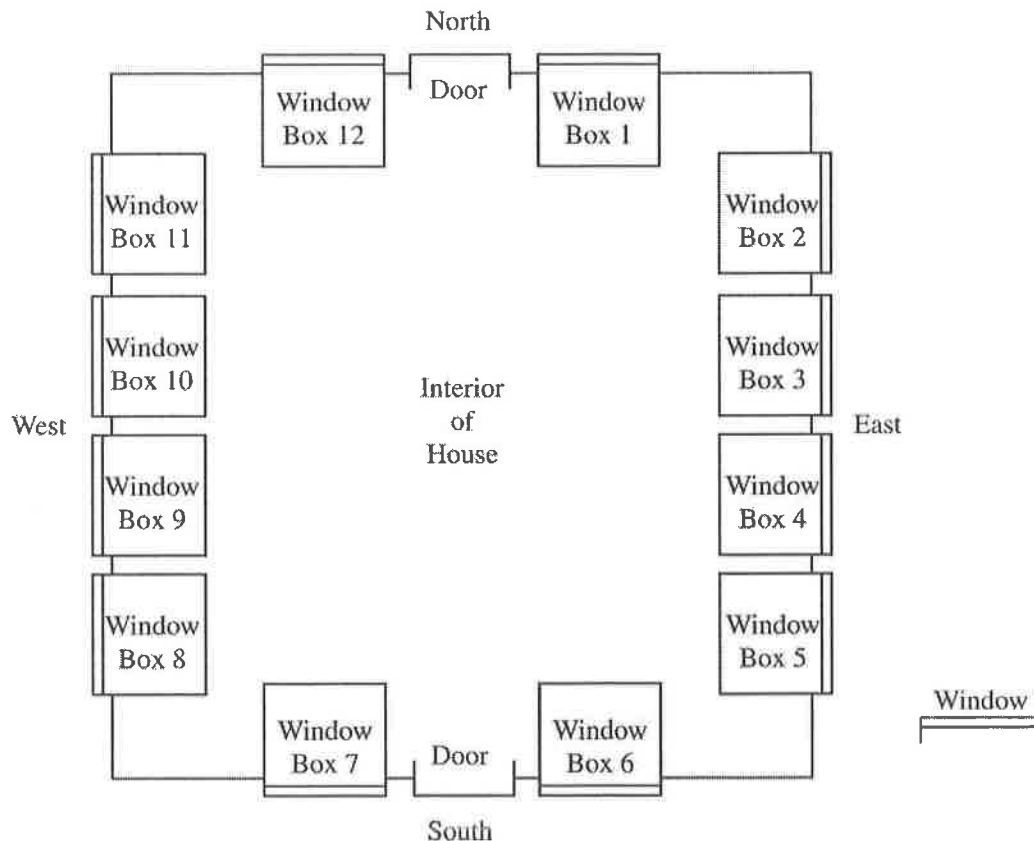 North
Door
Window
Box 12
Window
Box 1
Window
Box 11
Window
Box 2
Window
Box 10
Window
Box 3
West
Interior
of
House
East
Window
Box 9
Window
Box 4
Window
Box 8
Window
Box 5
Window
Window
Box 7
Door
Window
Box 6
South